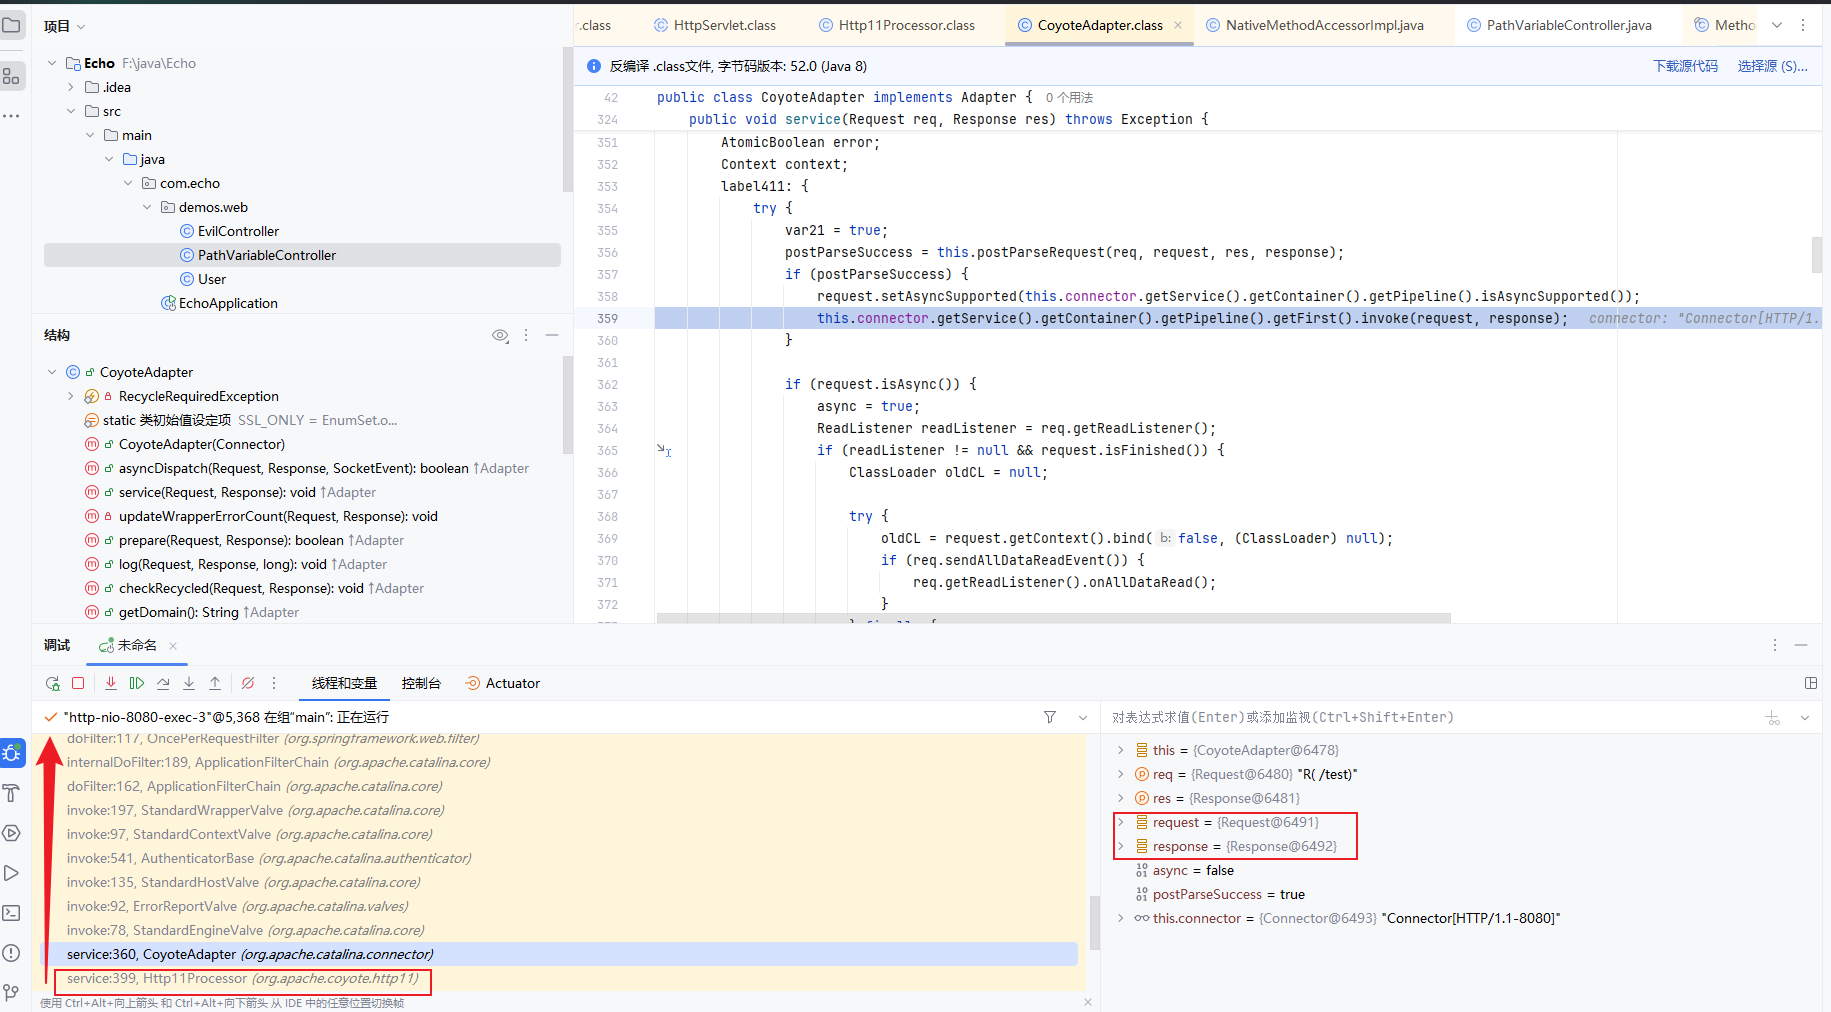 项目
Echo F:\java\Echo
.idea
src
main
java
com.echo
demos.web
EvilController
PathVariableController
User
EchoApplication
结构
CoyoteAdapter
RecycleRequiredException
static 类初始值设定项 SSL_ONLY = EnumSet.o...
CoyoteAdapter(Connector)
asyncDispatch(Request, Response, SocketEvent): boolean ↑Adapter
service(Request, Response): void ↑Adapter
updateWrapperErrorCount(Request, Response): void
prepare(Request, Response): boolean ↑Adapter
log(Request, Response, long): void ↑Adapter
checkRecycled(Request, Response): void ↑Adapter
getDomain(): String ↑Adapter
.class HttpServlet.class Http11Processor.class CoyoteAdapter.class NativeMethodAccessorImpl.java PathVariableController.java Metho
反编译 .class文件, 字节码版本: 52.0 (Java 8) 下载源代码 选择源 (S)...
42 public class CoyoteAdapter implements Adapter { 0 个用法
324 public void service(Request req, Response res) throws Exception {
351 AtomicBoolean error;
352 Context context;
353 label411: {
354 try {
355 var21 = true;
356 postParseSuccess = this.postParseRequest(req, request, res, response);
357 if (postParseSuccess) {
358 request.setAsyncSupported(this.connector.getService().getContainer().getPipeline().isAsyncSupported());
359 this.connector.getService().getContainer().getPipeline().getFirst().invoke(request, response); connector: "Connector[HTTP/1.
360 }
361
362 if (request.isAsync()) {
363 async = true;
364 ReadListener readListener = req.getReadListener();
365 if (readListener != null && request.isFinished()) {
366 ClassLoader oldCL = null;
367
368 try {
369 oldCL = request.getContext().bind( b: false, (ClassLoader) null);
370 if (req.sendAllDataReadEvent()) {
371 req.getReadListener().onAllDataRead();
372 }
调试 未命名
线程和变量 控制台 Actuator
"http-nio-8080-exec-3"@5,368 在组"main": 正在运行
doFilter:117, OncePerRequestFilter (org.springframework.web.filter)
internalDoFilter:189, ApplicationFilterChain (org.apache.catalina.core)
doFilter:162, ApplicationFilterChain (org.apache.catalina.core)
invoke:197, StandardWrapperValve (org.apache.catalina.core)
invoke:97, StandardContextValve (org.apache.catalina.core)
invoke:541, AuthenticatorBase (org.apache.catalina.authenticator)
invoke:135, StandardHostValve (org.apache.catalina.core)
invoke:92, ErrorReportValve (org.apache.catalina.valves)
invoke:78, StandardEngineValve (org.apache.catalina.core)
service:360, CoyoteAdapter (org.apache.catalina.connector)
service:399, Http11Processor (org.apache.coyote.http11)
使用 Ctrl+Alt+向上箭头 和 Ctrl+Alt+向下箭头 从 IDE 中的任意位置切换帧
对表达式求值(Enter)或添加监视(Ctrl+Shift+Enter)
this = {CoyoteAdapter@6478}
req = {Request@6480} "R( /test)"
res = {Response@6481}
request = {Request@6491}
response = {Response@6492}
async = false
postParseSuccess = true
this.connector = {Connector@6493} "Connector[HTTP/1.1-8080]"